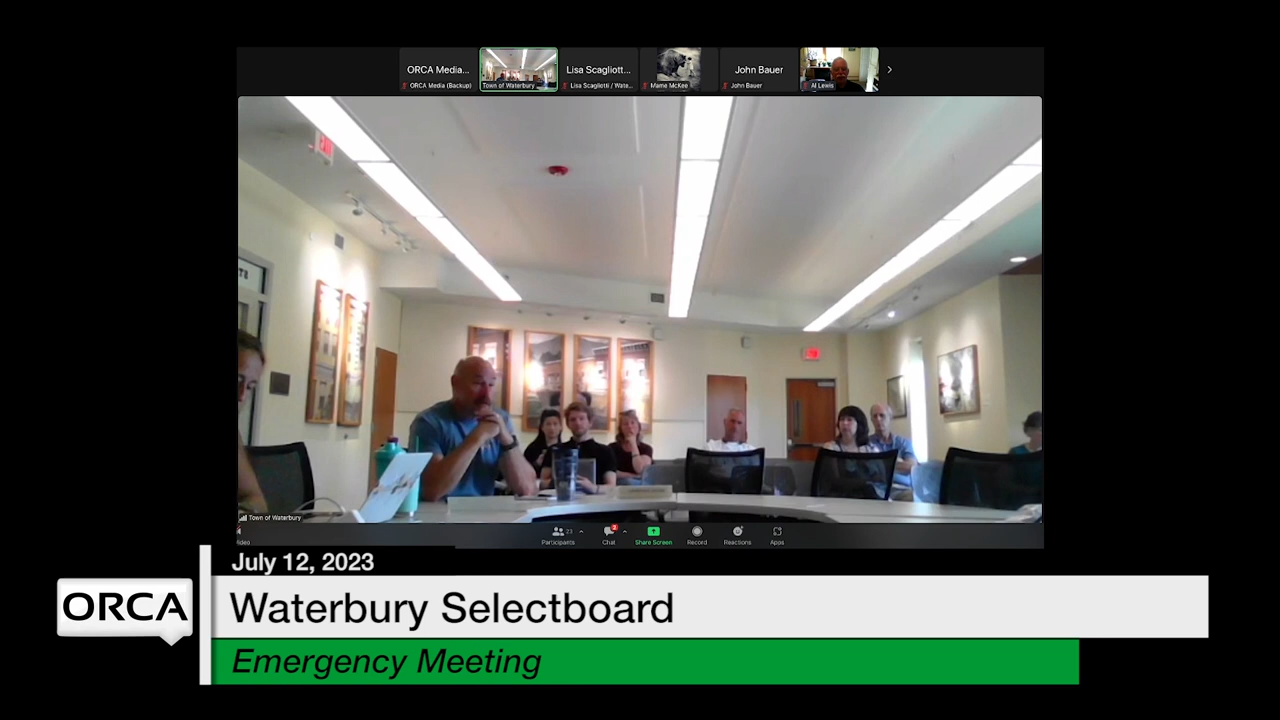 ORCA Media...
ORCA Media (Backup)
Town of Waterbury
Lisa Scagliott...
Lisa Scagliotti / Wate...
Mame McKee
John Bauer
John Bauer
Al Lewis
Town of Waterbury
Video
Participants
23
Chat
Share Screen
Record
Reactions
Apps
July 12, 2023
ORCA
Waterbury Selectboard
Emergency Meeting